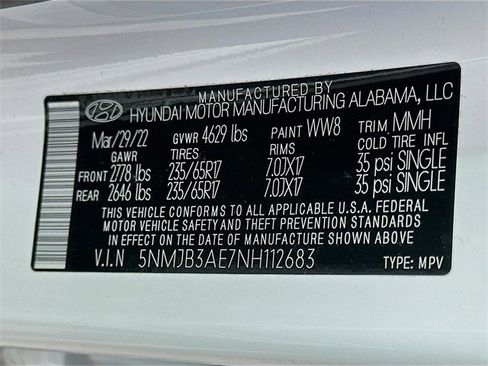 MANUFACTURED BY
HYUNDAI MOTOR MANUFACTURING ALABAMA, LLC
Mar/29/22 GVWR 4629 lbs PAINT WW8 TRIM MMH
GAWR TIRES RIMS COLD TIRE INFL
FRONT 2778 lbs 235/65R17 7.0JX17 35 psi SINGLE
REAR 2646 lbs 235/65R17 7.0JX17 35 psi SINGLE
THIS VEHICLE CONFORMS TO ALL APPLICABLE U.S.A. FEDERAL
MOTOR VEHICLE SAFETY AND THEFT PREVENTION STANDARDS
IN EFFECT ON THE DATE OF MANUFACTURE SHOWN ABOVE.
V.I.N 5NMJB3AE7NH112683 TYPE: MPV